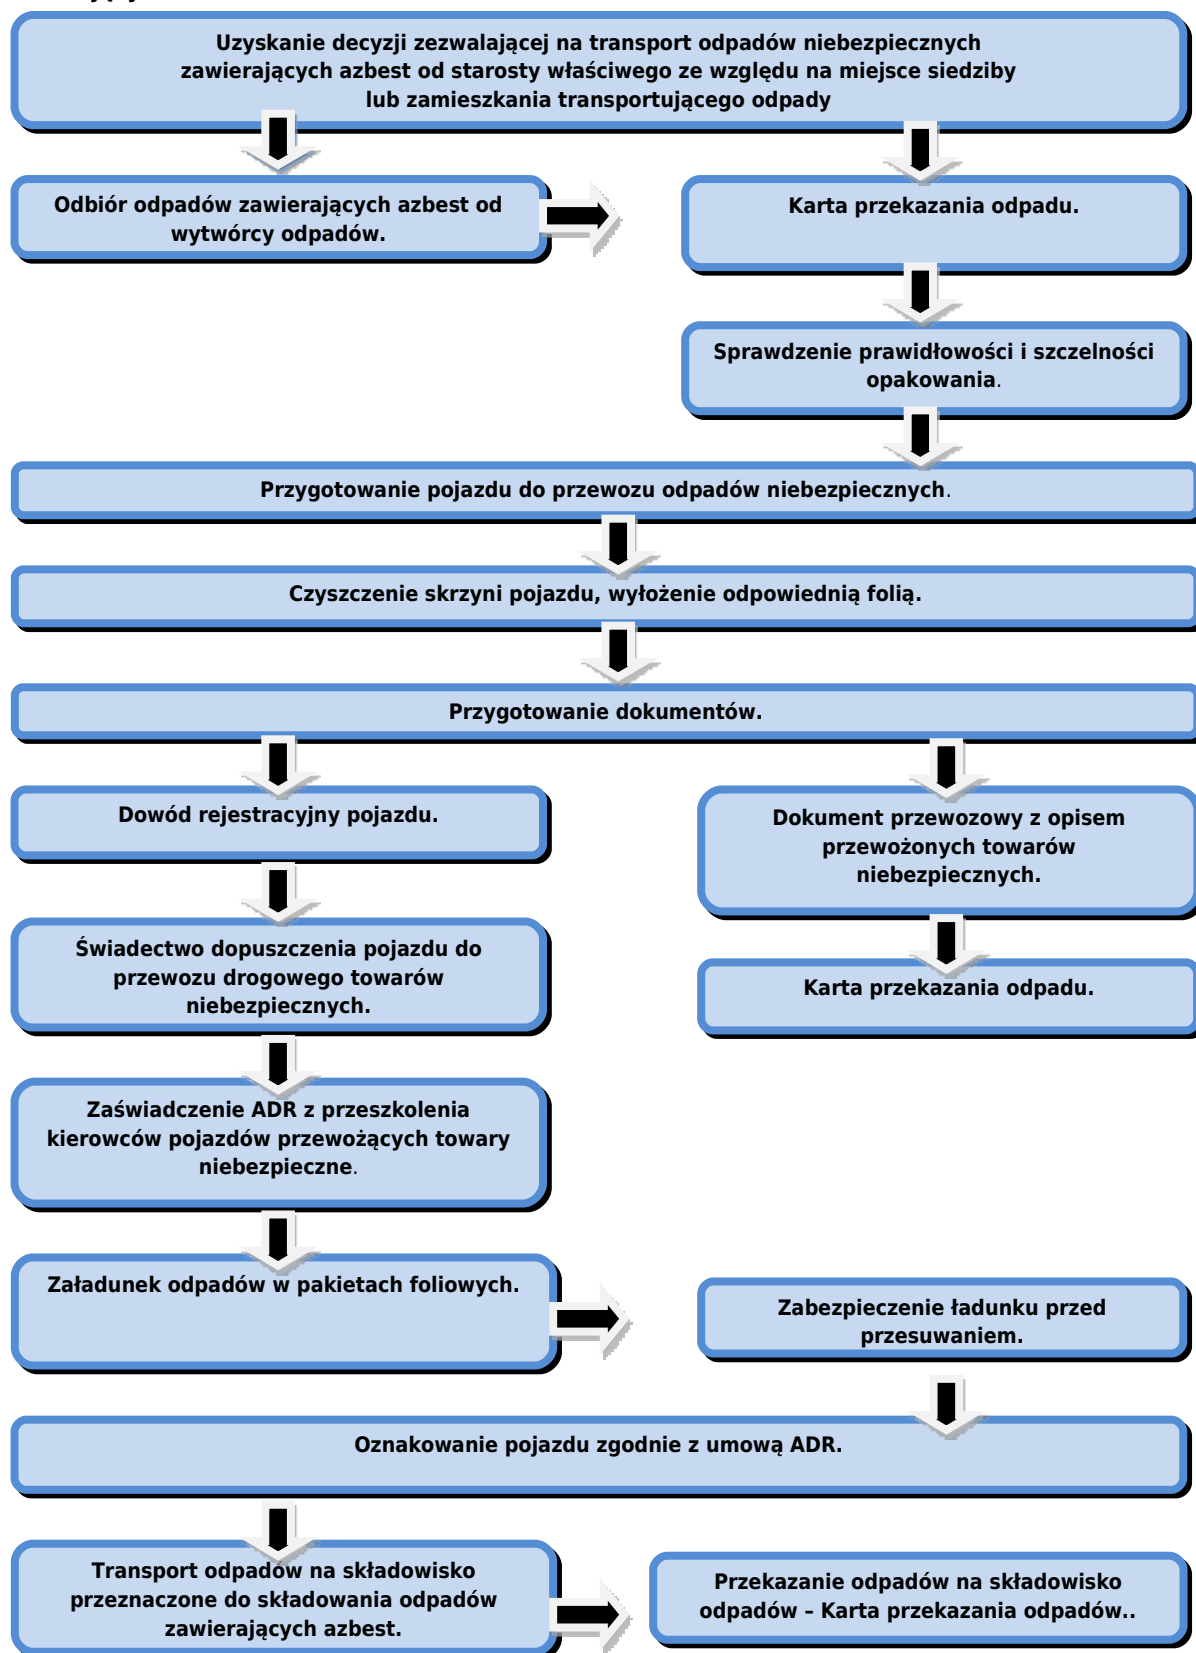 Uzyskanie decyzji zezwalającej na transport odpadów niebezpiecznych
zawierających azbest od starosty właściwego ze względu na miejsce siedziby
lub zamieszkania transportującego odpady
Odbiór odpadów zawierających azbest od
wytwórcy odpadów.
Karta przekazania odpadu.
Sprawdzenie prawidłowości i szczelności
opakowania.
Przygotowanie pojazdu do przewozu odpadów niebezpiecznych.
Czyszczenie skrzyni pojazdu, wyłożenie odpowiednią folią.
Przygotowanie dokumentów.
Dowód rejestracyjny pojazdu.
Dokument przewozowy z opisem
przewożonych towarów
niebezpiecznych.
Świadectwo dopuszczenia pojazdu do
przewozu drogowego towarów
niebezpiecznych.
Karta przekazania odpadu.
Zaświadczenie ADR z przeszkolenia
kierowców pojazdów przewożących towary
niebezpieczne.
Załadunek odpadów w pakietach foliowych.
Zabezpieczenie ładunku przed
przesuwaniem.
Oznakowanie pojazdu zgodnie z umową ADR.
Transport odpadów na składowisko
przeznaczone do składowania odpadów
zawierających azbest.
Przekazanie odpadów na składowisko
odpadów – Karta przekazania odpadów..